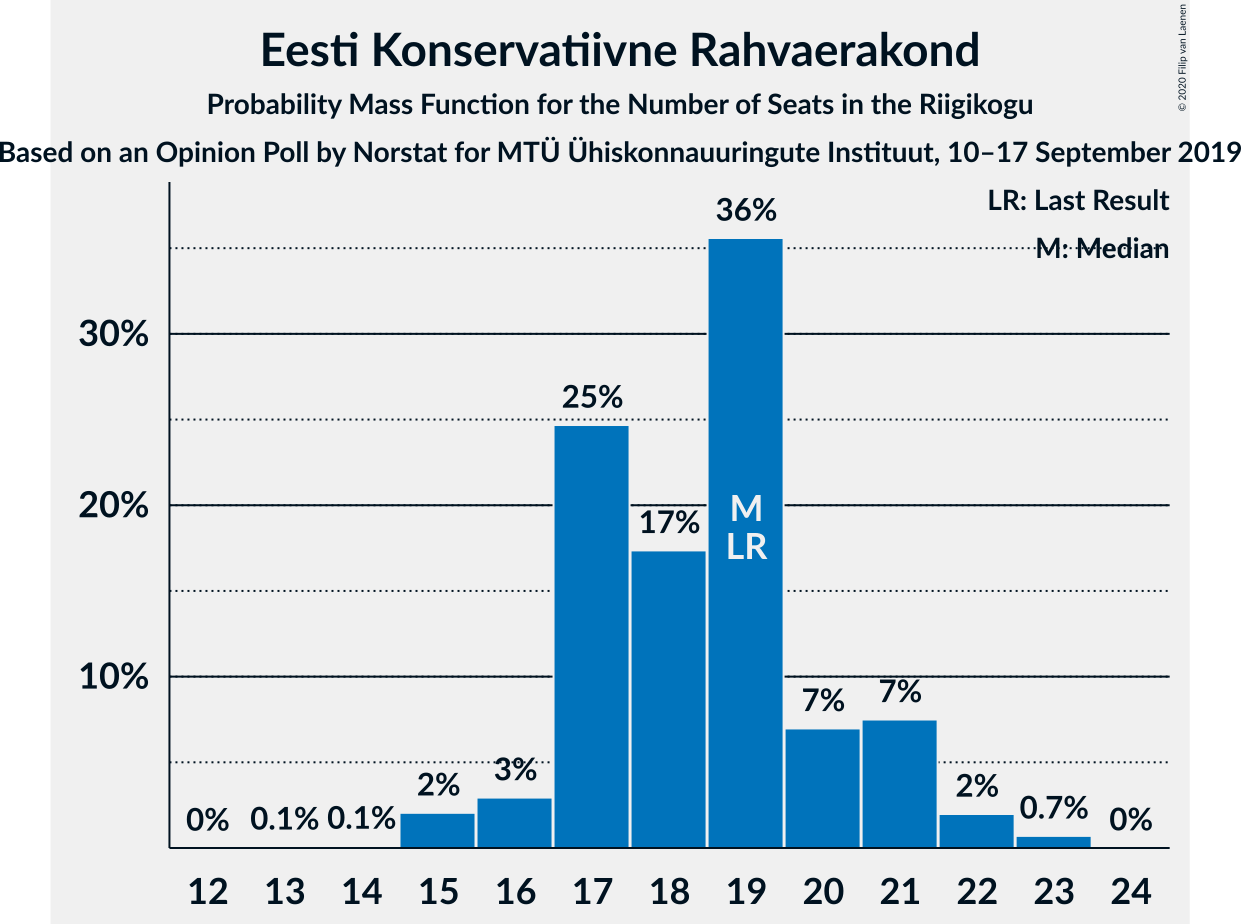 © 2020 Filip van Laenen
Eesti Konservatiivne Rahvaerakond
Probability Mass Function for the Number of Seats in the Riigikogu
Based on an Opinion Poll by Norstat for MTÜ Ühiskonnauuringute Instituut, 10–17 September 2019
LR: Last Result
M: Median
36%
30%
25%
20%
17%
M
LR
10%
7%
7%
3%
2%
2%
0%
0.1%
0.1%
0.7%
0%
12 13 14 15 16 17 18 19 20 21 22 23 24